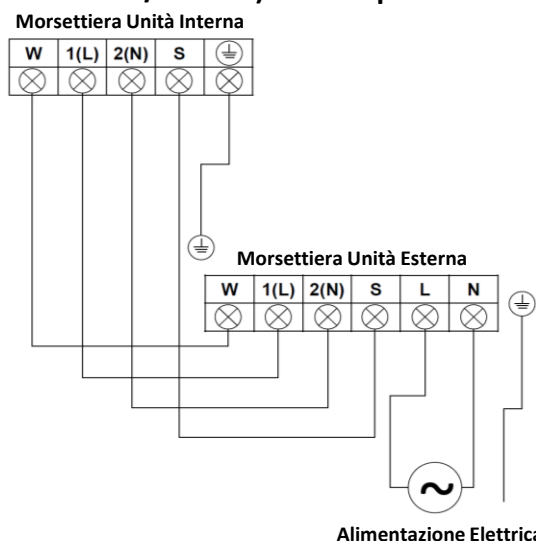 Morsettiera Unità Interna
W 1(L) 2(N) S
Morsettiera Unità Esterna
W 1(L) 2(N) S L N
Alimentazione Elettrica